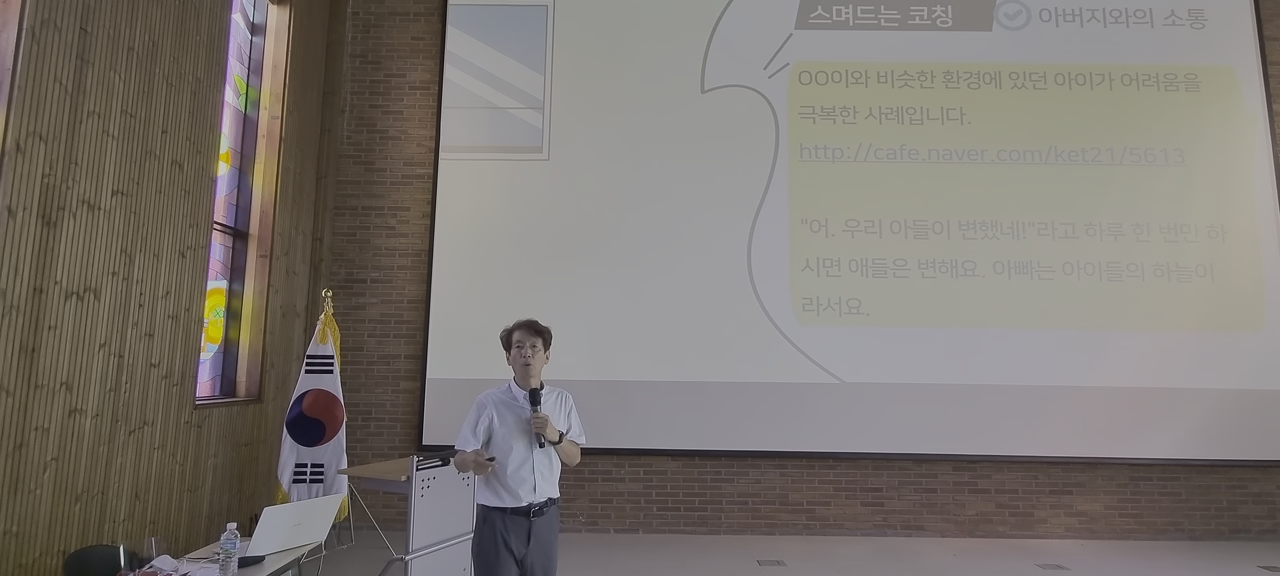 스며드는 코칭
아버지와의 소통
OO이와 비슷한 환경에 있던 아이가 어려움을
극복한 사례입니다.
http://cafe.naver.com/ket21/5613
"어. 우리 아들이 변했네!"라고 하루 한 번만 하
시면 애들은 변해요. 아빠는 아이들의 하늘이
라서요.